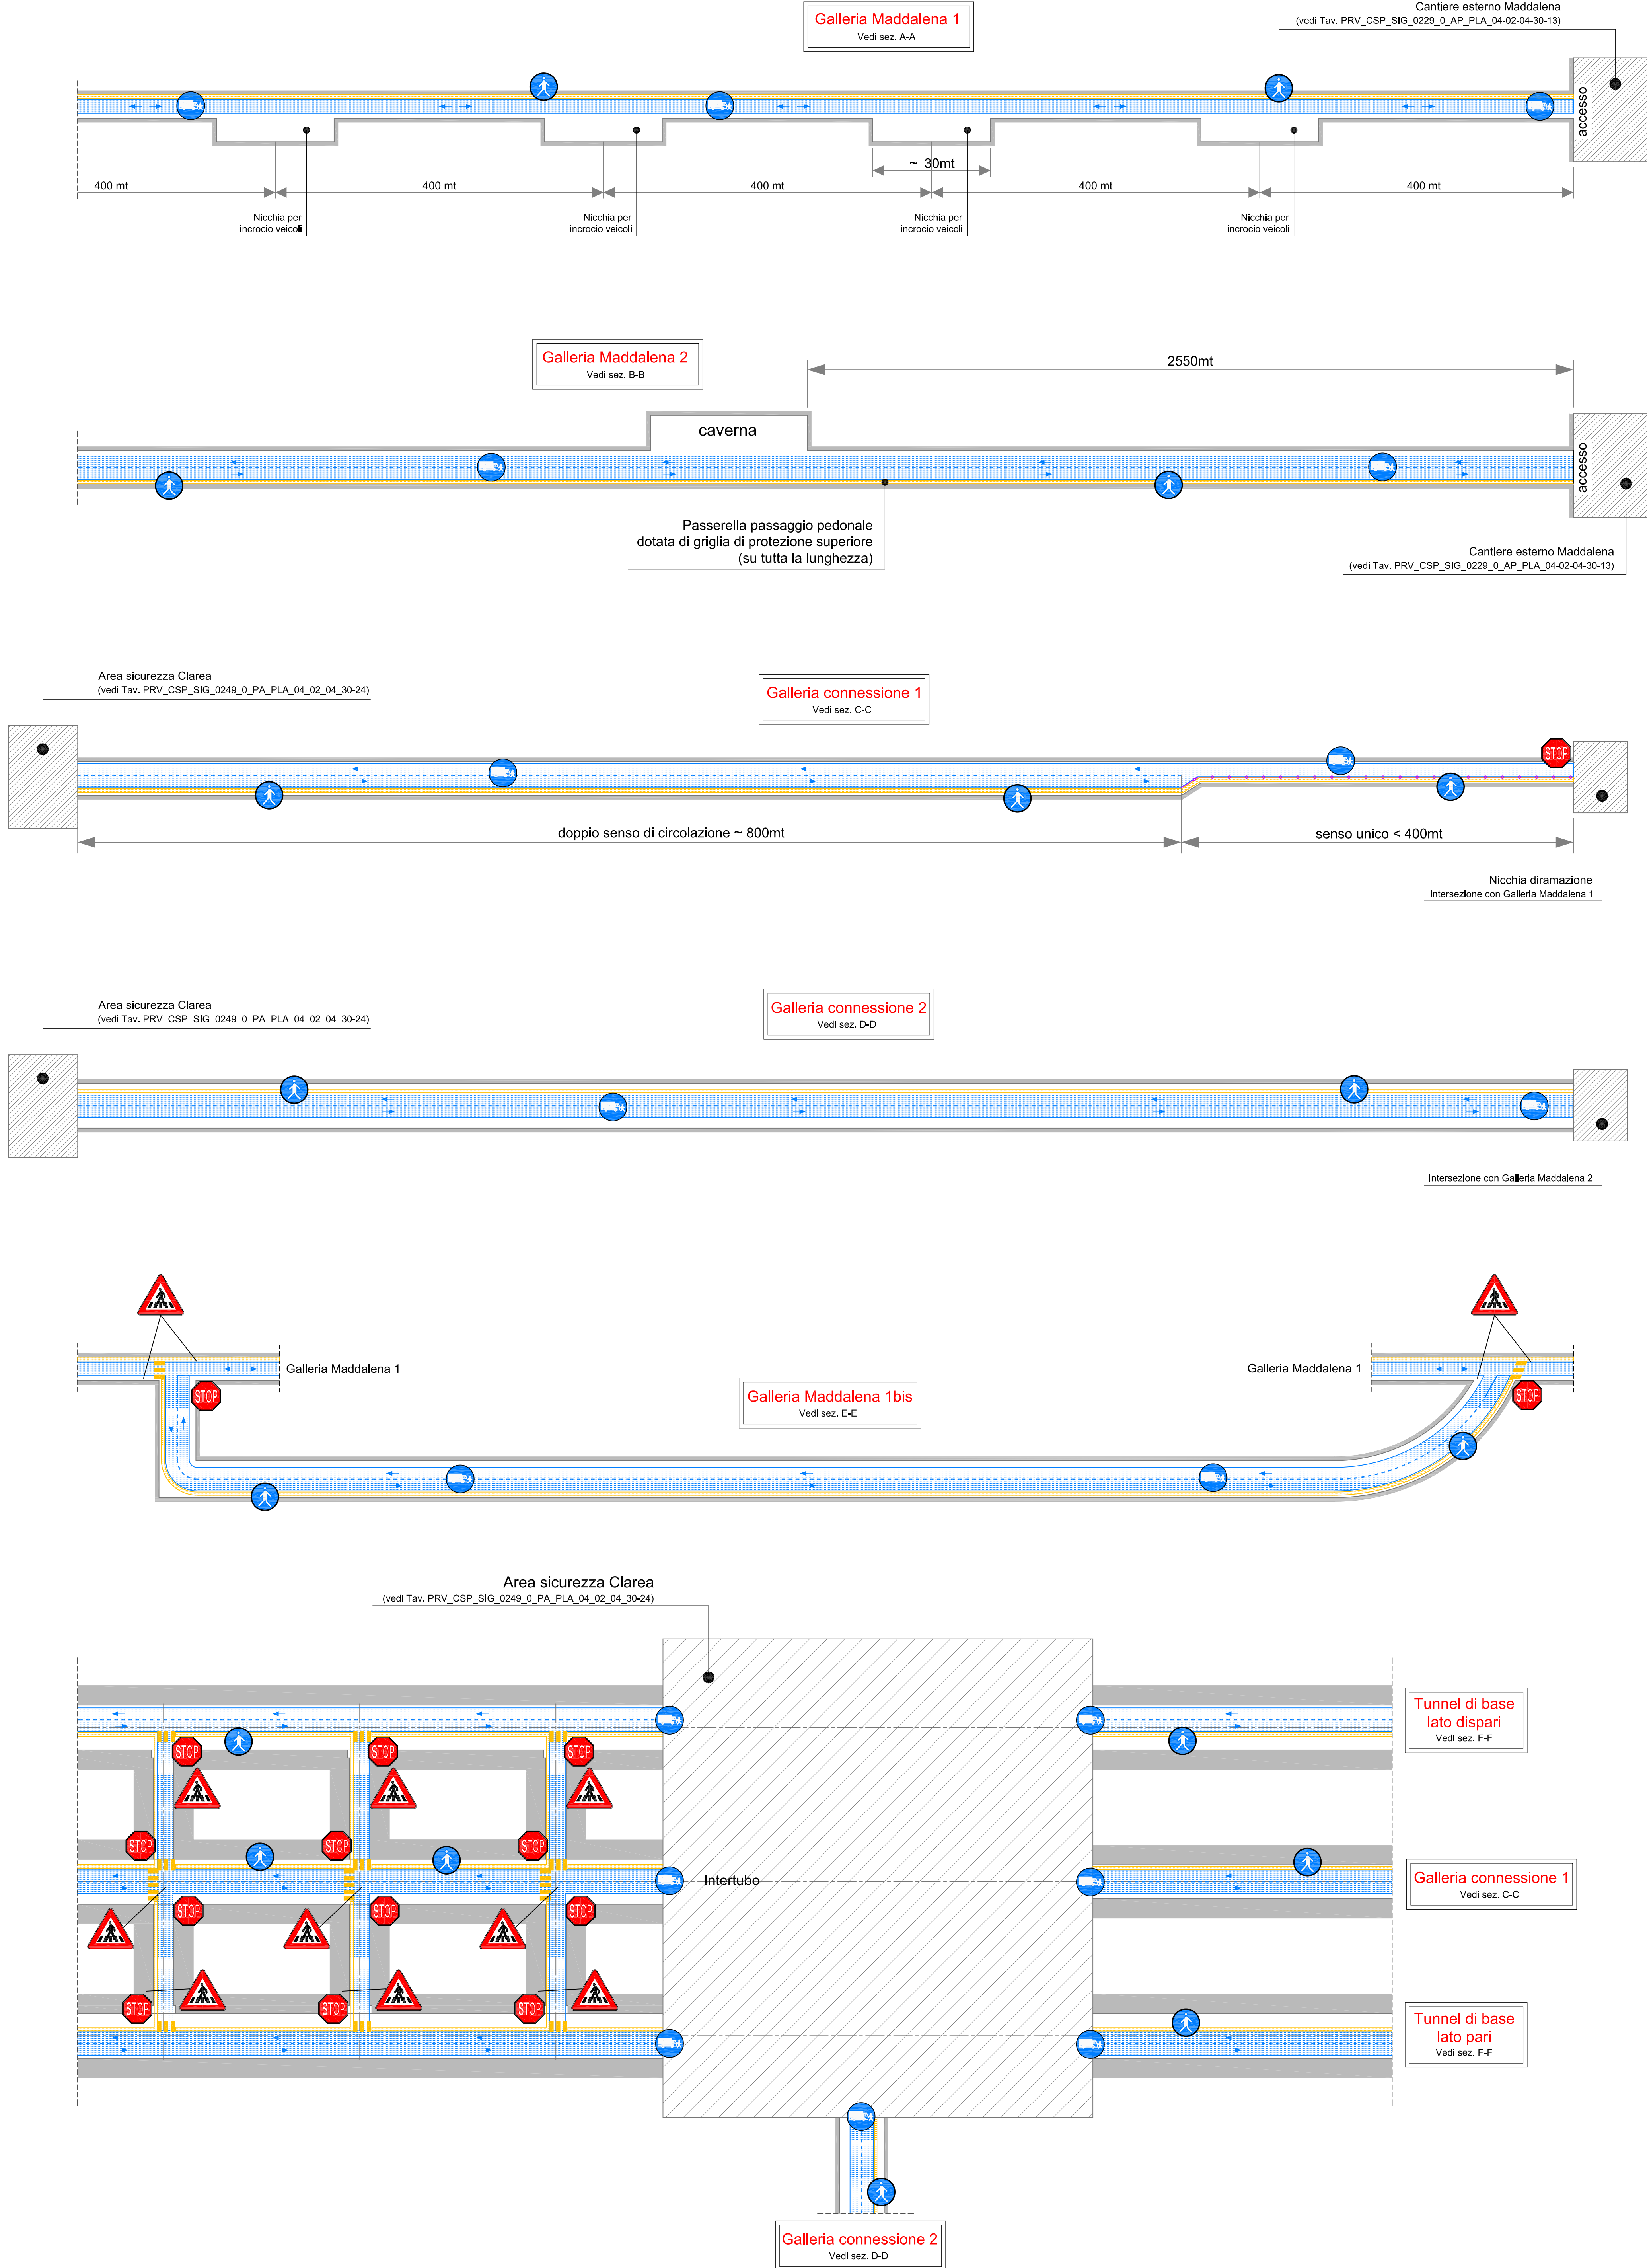 Galleria Maddalena 1
Vedi sez. A-A
Cantiere esterno Maddalena
(vedi Tav. PRV_CSP_SIG_0229_0_AP_PLA_04-02-04-30-13)
accesso
~ 30mt
400 mt
400 mt
400 mt
400 mt
400 mt
Nicchia per
incrocio veicoli
Nicchia per
incrocio veicoli
Nicchia per
incrocio veicoli
Nicchia per
incrocio veicoli
Galleria Maddalena 2
Vedi sez. B-B
2550mt
caverna
accesso
Passerella passaggio pedonale
dotata di griglia di protezione superiore
(su tutta la lunghezza)
Cantiere esterno Maddalena
(vedi Tav. PRV_CSP_SIG_0229_0_AP_PLA_04-02-04-30-13)
Area sicurezza Clarea
(vedi Tav. PRV_CSP_SIG_0249_0_PA_PLA_04_02_04_30-24)
Galleria connessione 1
Vedi sez. C-C
STOP
doppio senso di circolazione ~ 800mt
senso unico < 400mt
Nicchia diramazione
Intersezione con Galleria Maddalena 1
Area sicurezza Clarea
(vedi Tav. PRV_CSP_SIG_0249_0_PA_PLA_04_02_04_30-24)
Galleria connessione 2
Vedi sez. D-D
Intersezione con Galleria Maddalena 2
Galleria Maddalena 1
Galleria Maddalena 1
STOP
STOP
Galleria Maddalena 1bis
Vedi sez. E-E
Area sicurezza Clarea
(vedi Tav. PRV_CSP_SIG_0249_0_PA_PLA_04_02_04_30-24)
Tunnel di base
lato dispari
Vedi sez. F-F
STOP
STOP
STOP
STOP
STOP
STOP
Intertubo
Galleria connessione 1
Vedi sez. C-C
STOP
STOP
STOP
STOP
STOP
STOP
Tunnel di base
lato pari
Vedi sez. F-F
Galleria connessione 2
Vedi sez. D-D